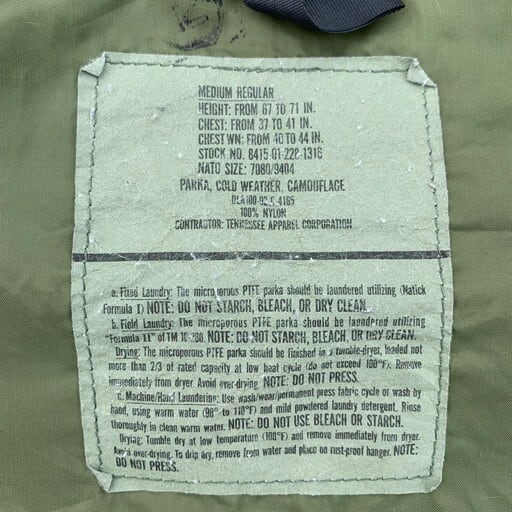 MEDIUM REGULAR
HEIGHT: FROM 67 TO 71 IN.
CHEST: FROM 37 TO 41 IN.
CHEST WN: FROM 40 TO 44 IN.
STOCK NO. 8415 01-228-1316
NATO SIZE: 7080/9404
PARKA, COLD WEATHER, CAMOUFLAGE
100% NYLON
CONTRACTOR: TENNESSEE APPAREL CORPORATION
a. Fixed Laundry: The microporous PTFE parka should be laundered utilizing (Natick
Formula 1) NOTE: DO NOT STARCH, BLEACH, OR DRY CLEAN.
b. Field Laundry: The microporous PTFE parka should be laundered utilizing
"Formula 11" of TM 10-280. NOTE: DO NOT STARCH, BLEACH, OR DRY CLEAN.
Drying: The microporous PTFE parka should be finished in a tumble-dryer, loaded not
more than 2/3 of rated capacity at low heat cycle (do not exceed 100°F). Remove
immediately from dryer. Avoid over-drying. NOTE: DO NOT PRESS.
c. Machine/Hand Laundering: Use wash/wear/permanent press fabric cycle or wash by
hand, using warm water (90° to 110°F) and mild powdered laundry detergent. Rinse
thoroughly in clean warm water. NOTE: DO NOT USE BLEACH OR STARCH.
Drying: Tumble dry at low temperature (100°F) and remove immediately from dryer.
Avoid over-drying. To drip dry, remove from water and place on rust-proof hanger. NOTE:
DO NOT PRESS.